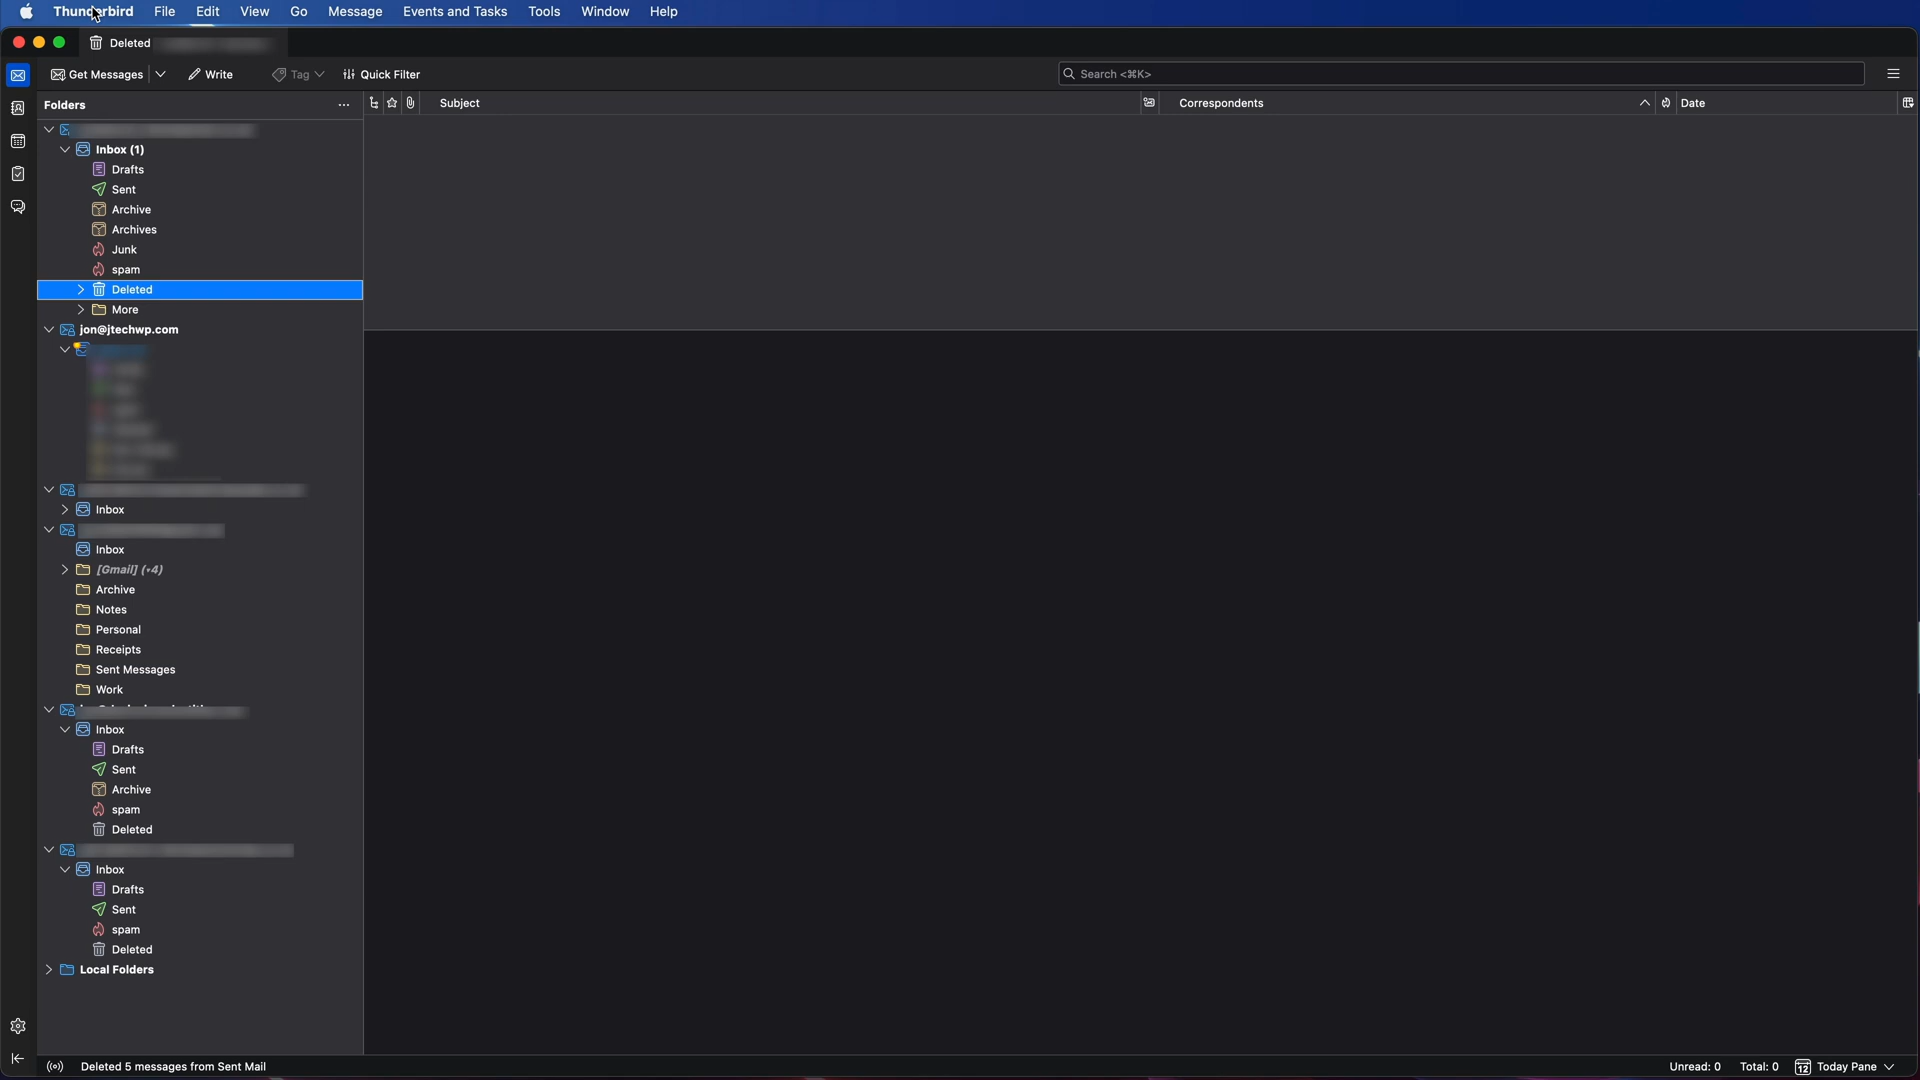 Thunderbird File Edit View Go Message Events and Tasks Tools Window Help
Deleted
Get Messages Write Tag Quick Filter Search <⌘K>
Folders ...
Subject Correspondents Date
Inbox (1)
Drafts
Sent
Archive
Archives
Junk
spam
Deleted
More
jon@jtechwp.com
Inbox
Inbox
[Gmail] (•4)
Archive
Notes
Personal
Receipts
Sent Messages
Work
Inbox
Drafts
Sent
Archive
spam
Deleted
Inbox
Drafts
Sent
spam
Deleted
Local Folders
Deleted 5 messages from Sent Mail Unread: 0 Total: 0 12 Today Pane